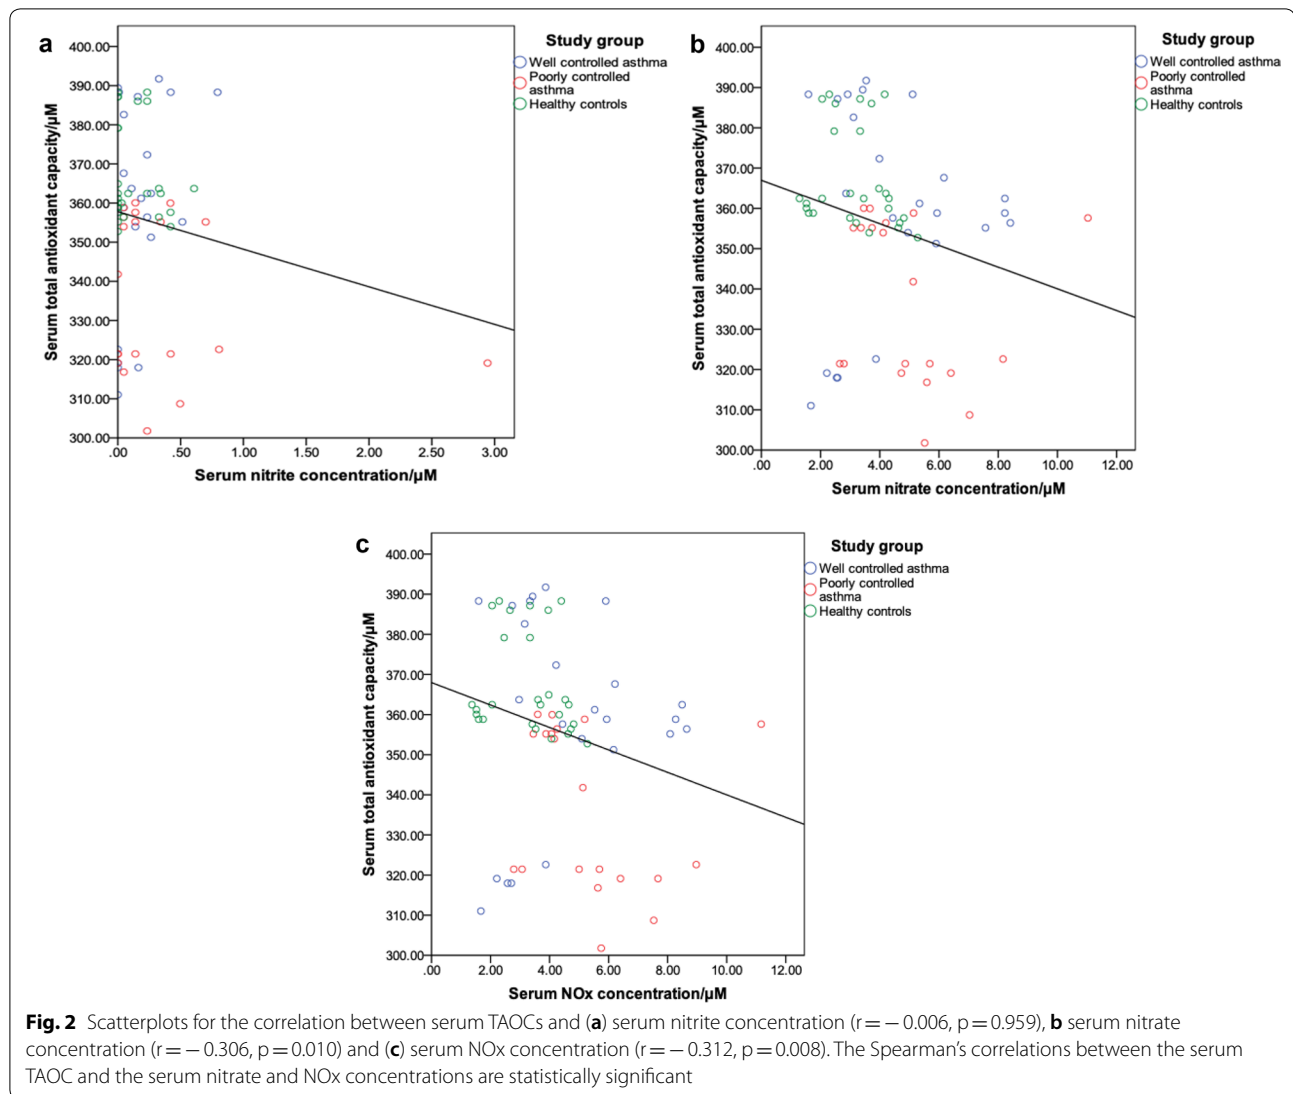 a
Study group
Well controlled asthma
Poorly controlled
asthma
Healthy controls
400.00
390.00
380.00
370.00
360.00
350.00
340.00
330.00
320.00
310.00
300.00
Serum total antioxidant capacity/µM
.00 .50 1.00 1.50 2.00 2.50 3.00
Serum nitrite concentration/µM
b
Study group
Well controlled asthma
Poorly controlled
asthma
Healthy controls
400.00
390.00
380.00
370.00
360.00
350.00
340.00
330.00
320.00
310.00
300.00
Serum total antioxidant capacity/µM
.00 2.00 4.00 6.00 8.00 10.00 12.00
Serum nitrate concentration/µM
c
Study group
Well controlled asthma
Poorly controlled
asthma
Healthy controls
400.00
390.00
380.00
370.00
360.00
350.00
340.00
330.00
320.00
310.00
300.00
Serum total antioxidant capacity/µM
.00 2.00 4.00 6.00 8.00 10.00 12.00
Serum NOx concentration/µM
Fig. 2 Scatterplots for the correlation between serum TAOCs and (a) serum nitrite concentration (r = − 0.006, p = 0.959), b serum nitrate
concentration (r = − 0.306, p = 0.010) and (c) serum NOx concentration (r = − 0.312, p = 0.008). The Spearman's correlations between the serum
TAOC and the serum nitrate and NOx concentrations are statistically significant